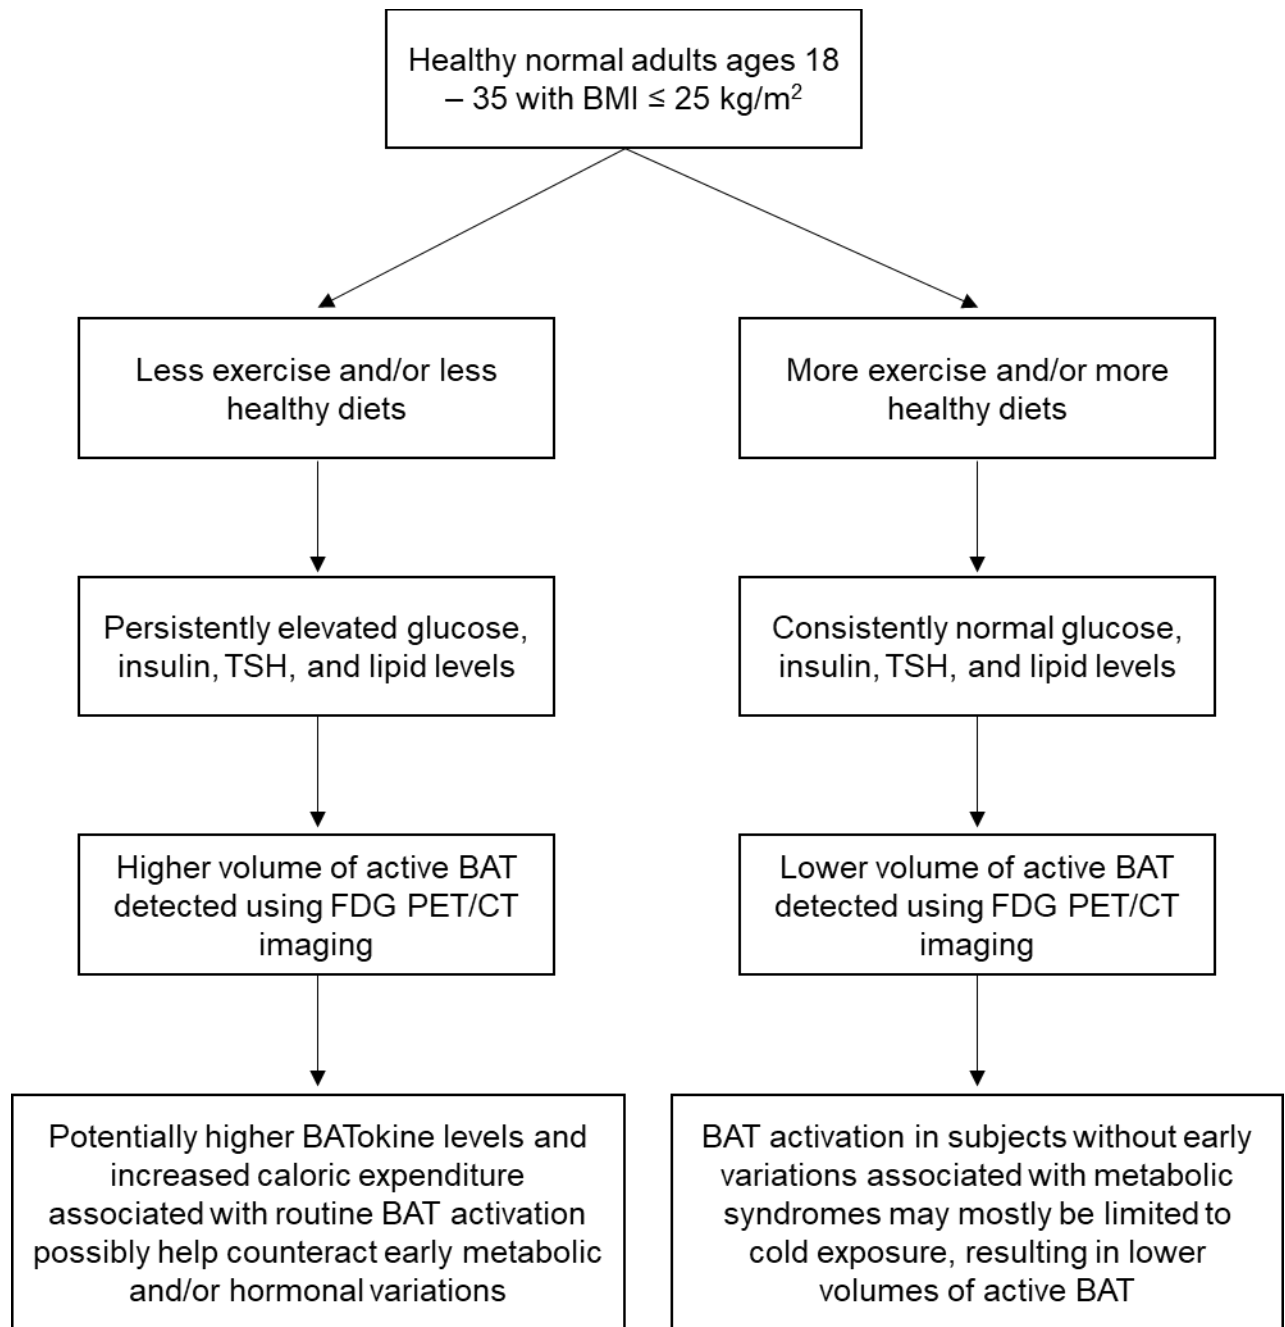 Healthy normal adults ages 18
– 35 with BMI ≤ 25 kg/m²
Less exercise and/or less
healthy diets
More exercise and/or more
healthy diets
Persistently elevated glucose,
insulin, TSH, and lipid levels
Consistently normal glucose,
insulin, TSH, and lipid levels
Higher volume of active BAT
detected using FDG PET/CT
imaging
Lower volume of active BAT
detected using FDG PET/CT
imaging
Potentially higher BATokine levels and
increased caloric expenditure
associated with routine BAT activation
possibly help counteract early metabolic
and/or hormonal variations
BAT activation in subjects without early
variations associated with metabolic
syndromes may mostly be limited to
cold exposure, resulting in lower
volumes of active BAT